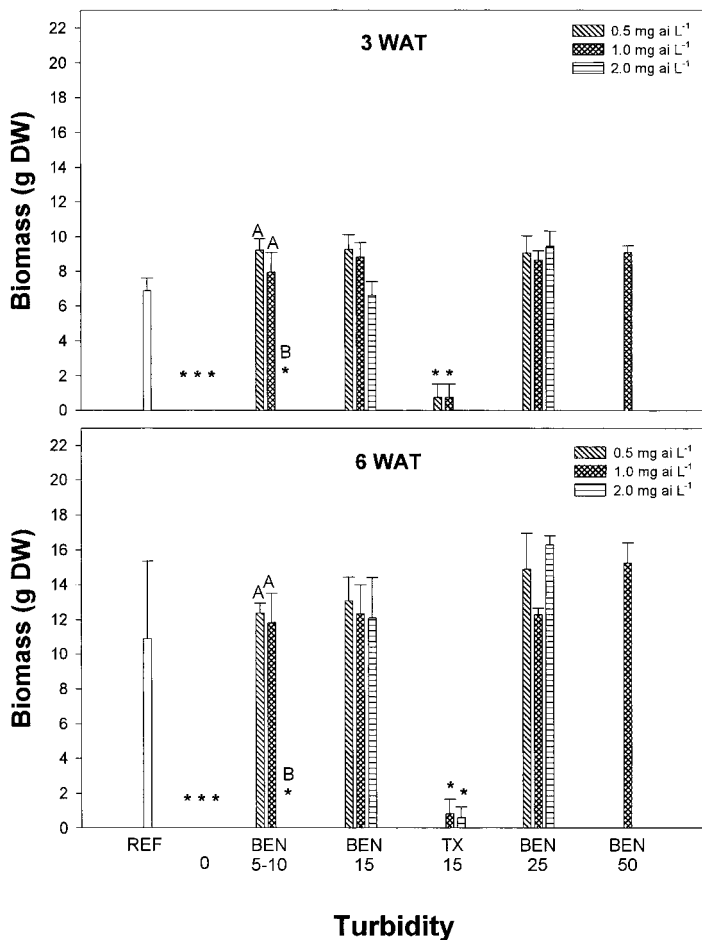 3 WAT
0.5 mg ai L⁻¹
1.0 mg ai L⁻¹
2.0 mg ai L⁻¹
Biomass (g DW)
22
20
18
16
14
12
10
8
6
4
2
0
A
A
B
* * *
*
* *
6 WAT
0.5 mg ai L⁻¹
1.0 mg ai L⁻¹
2.0 mg ai L⁻¹
Biomass (g DW)
22
20
18
16
14
12
10
8
6
4
2
0
A
A
B
* * *
*
*
*
REF
0
BEN
5-10
BEN
15
TX
15
BEN
25
BEN
50
Turbidity